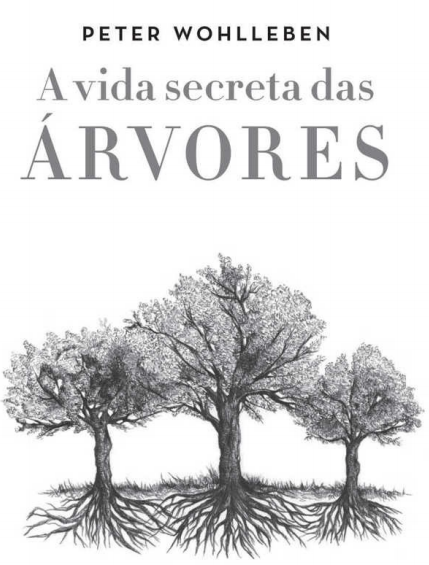 PETER WOHLLEBEN
A vida secreta das
ÁRVORES